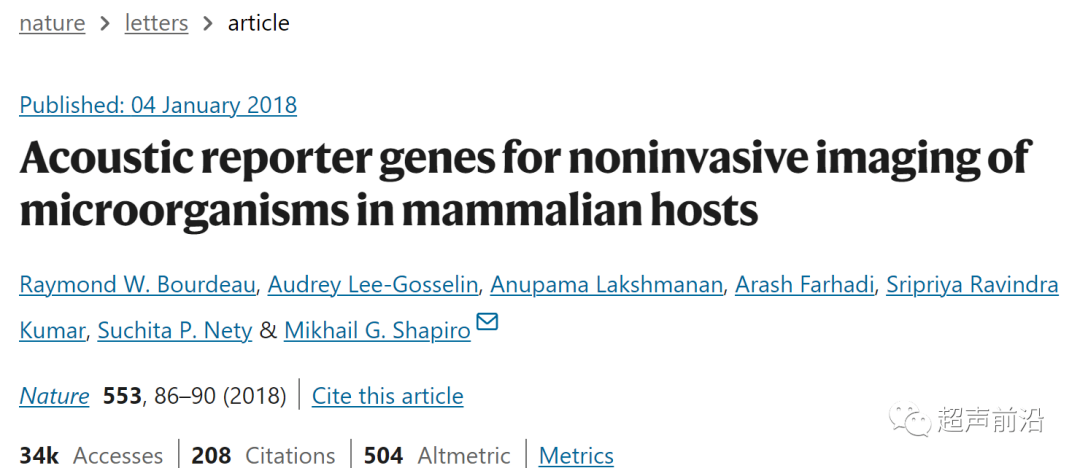 nature > letters > article
Published: 04 January 2018
Acoustic reporter genes for noninvasive imaging of
microorganisms in mammalian hosts
Raymond W. Bourdeau, Audrey Lee-Gosselin, Anupama Lakshmanan, Arash Farhadi, Sripriya Ravindra
Kumar, Suchita P. Nety & Mikhail G. Shapiro
Nature 553, 86–90 (2018) | Cite this article
超声前沿
34k Accesses | 208 Citations | 504 Altmetric | Metrics